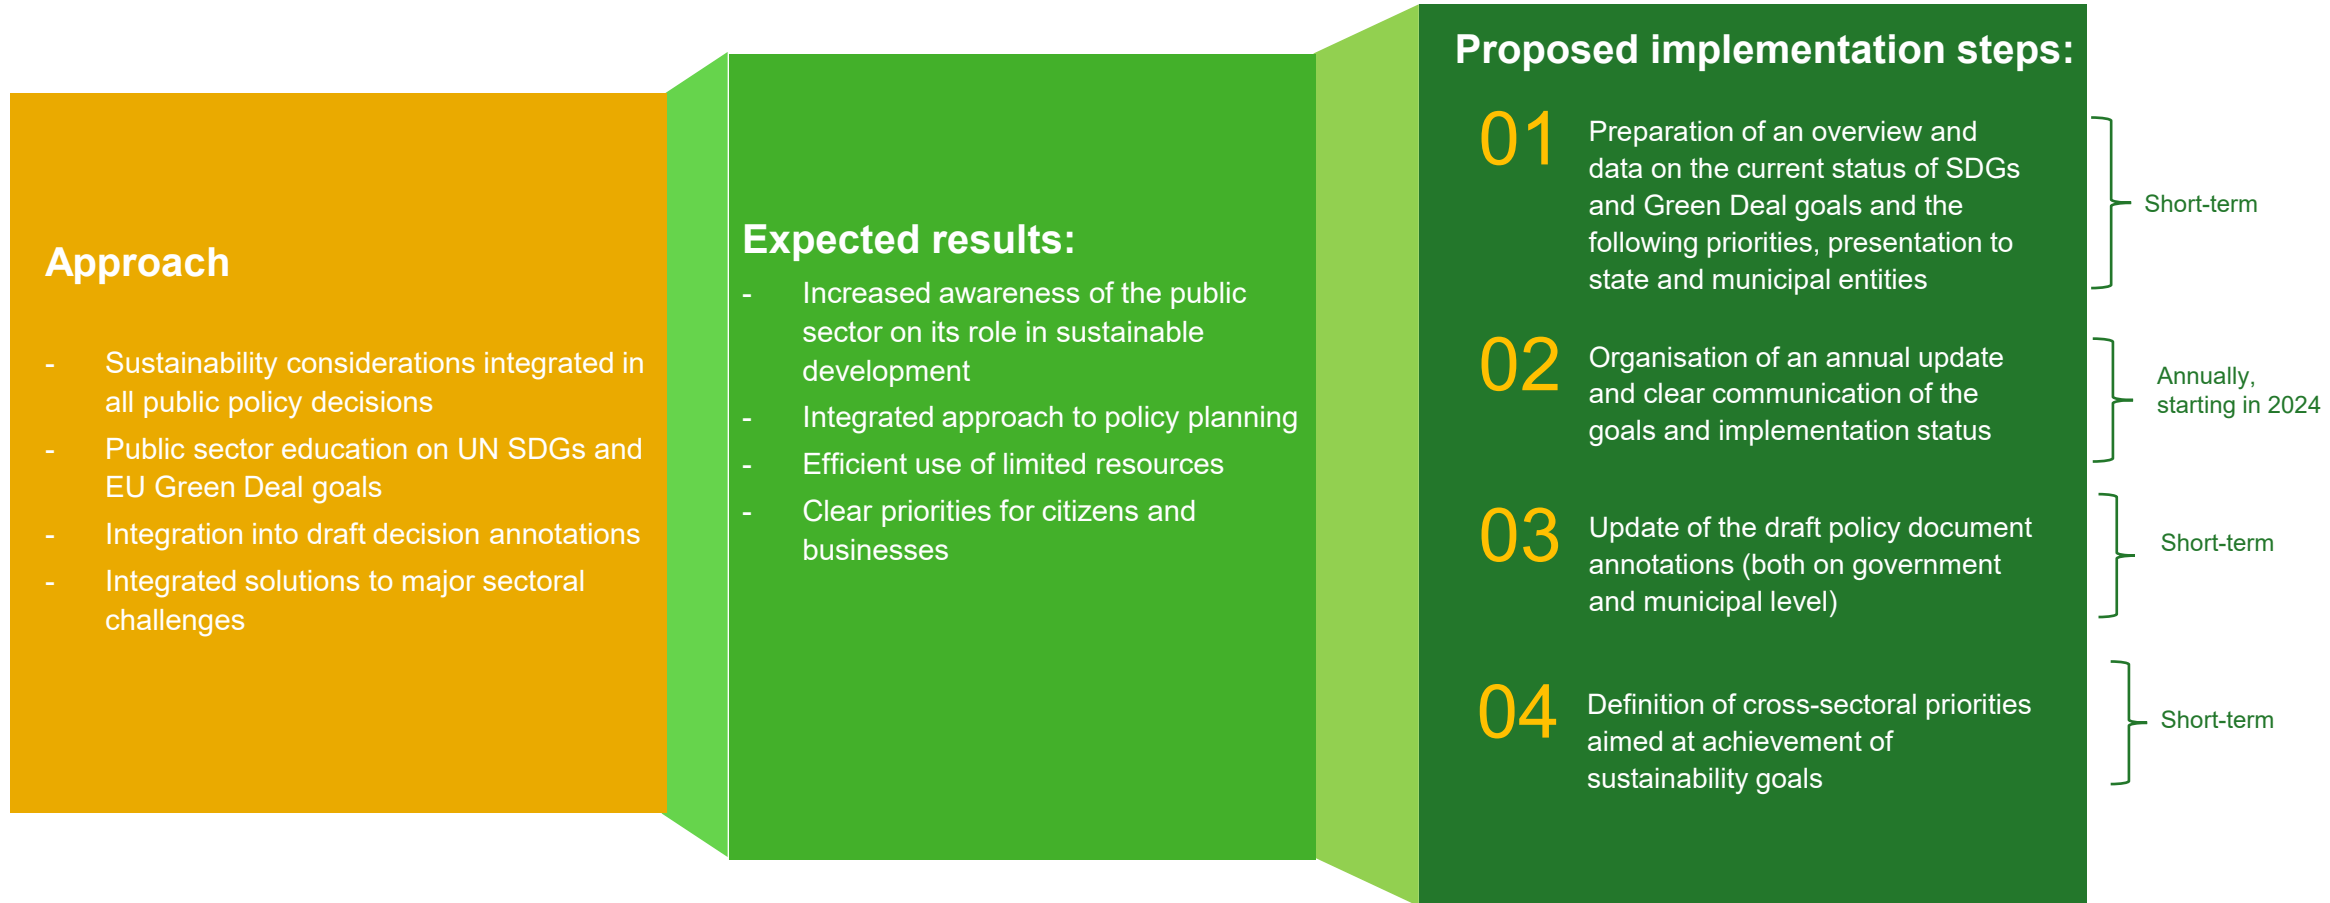 Approach
- Sustainability considerations integrated in
all public policy decisions
- Public sector education on UN SDGs and
EU Green Deal goals
- Integration into draft decision annotations
- Integrated solutions to major sectoral
challenges
Expected results:
- Increased awareness of the public
sector on its role in sustainable
development
- Integrated approach to policy planning
- Efficient use of limited resources
- Clear priorities for citizens and
businesses
Proposed implementation steps:
01
Preparation of an overview and
data on the current status of SDGs
and Green Deal goals and the
following priorities, presentation to
state and municipal entities
Short-term
02
Organisation of an annual update
and clear communication of the
goals and implementation status
Annually,
starting in 2024
03
Update of the draft policy document
annotations (both on government
and municipal level)
Short-term
04
Definition of cross-sectoral priorities
aimed at achievement of
sustainability goals
Short-term